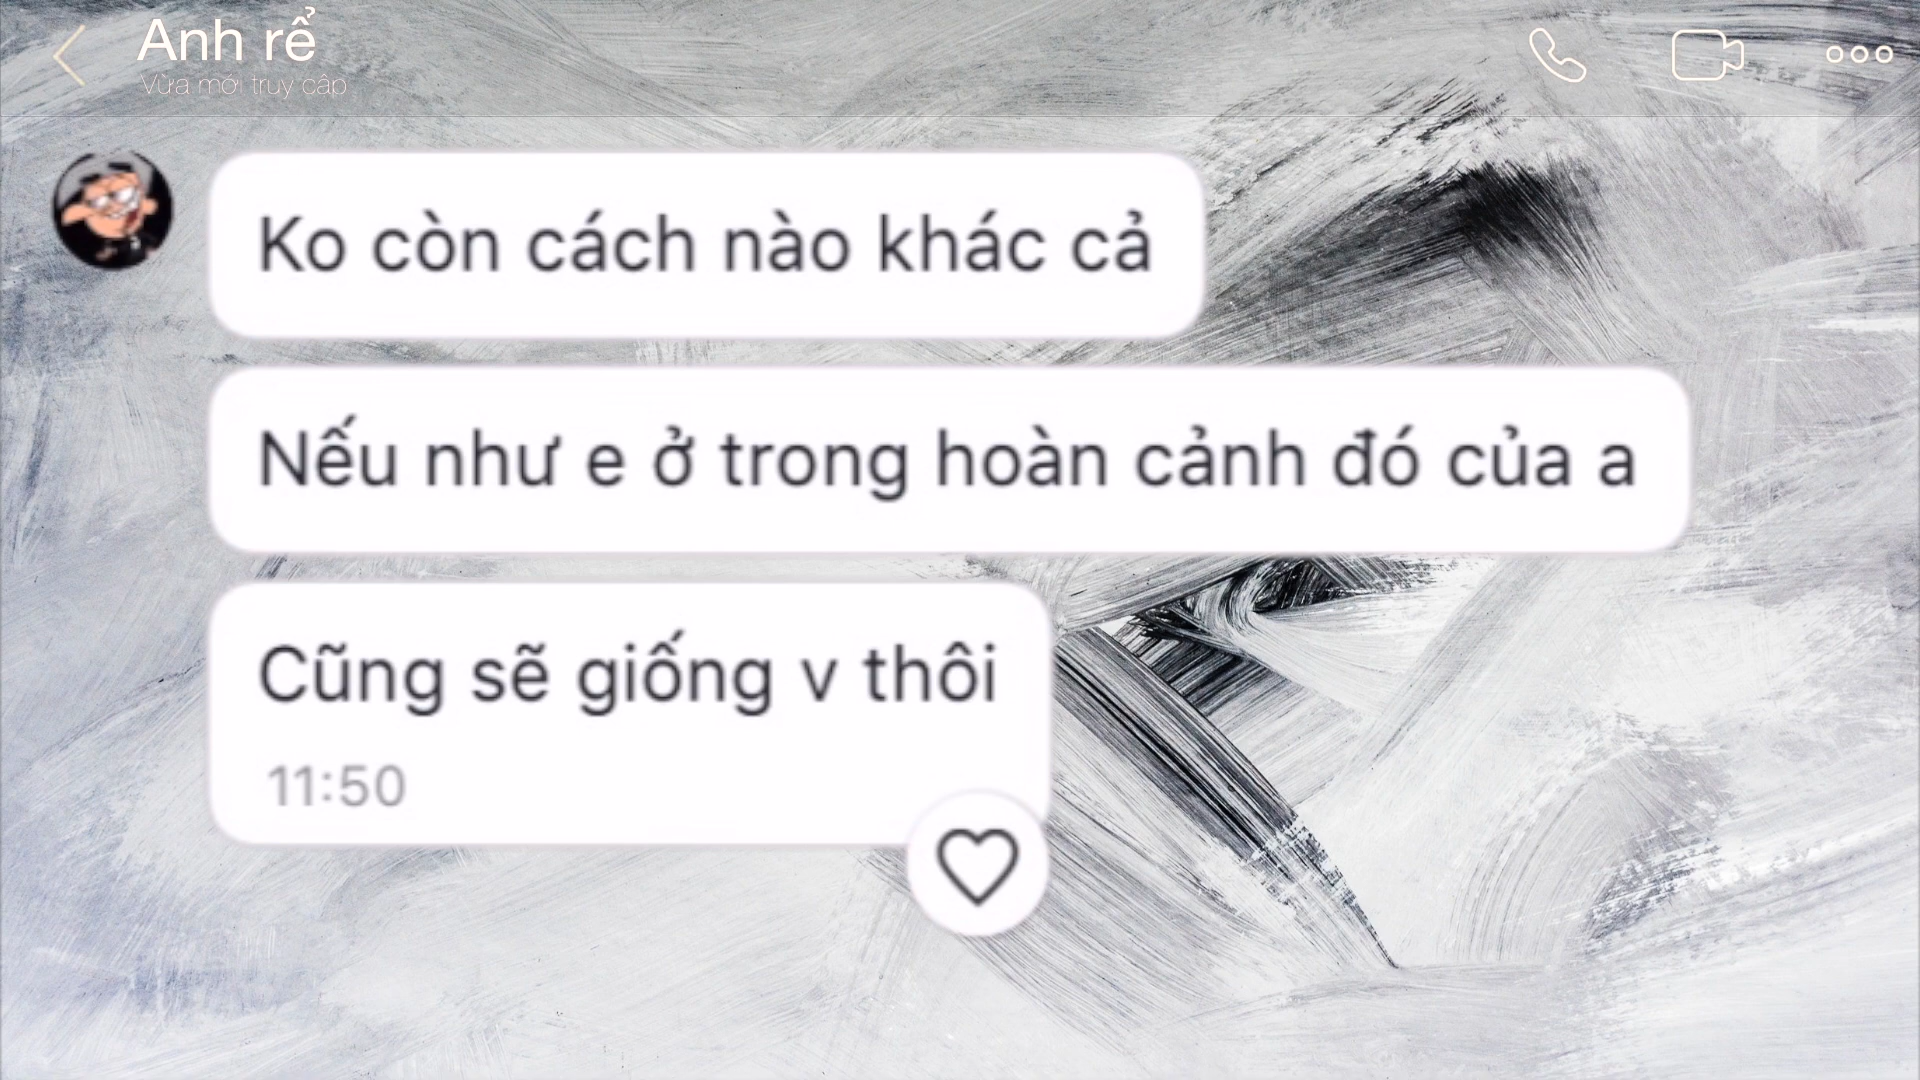 Anh rể
Vừa mới truy cập
Ko còn cách nào khác cả
Nếu như e ở trong hoàn cảnh đó của a
Cũng sẽ giống v thôi
11:50